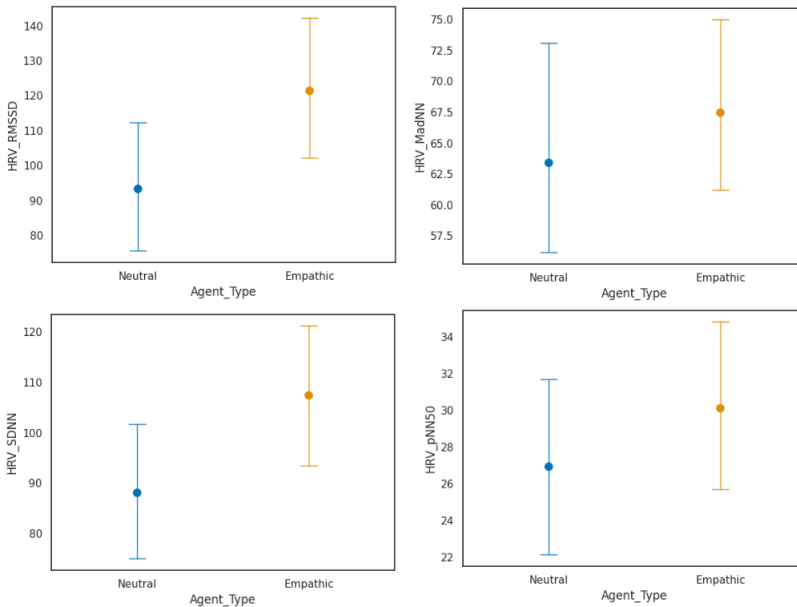 HRV_RMSSD
140
130
120
110
100
90
80
Neutral
Empathic
Agent_Type
HRV_MadNN
75.0
72.5
70.0
67.5
65.0
62.5
60.0
57.5
Neutral
Empathic
Agent_Type
HRV_SDNN
120
110
100
90
80
Neutral
Empathic
Agent_Type
HRV_pNN50
34
32
30
28
26
24
22
Neutral
Empathic
Agent_Type